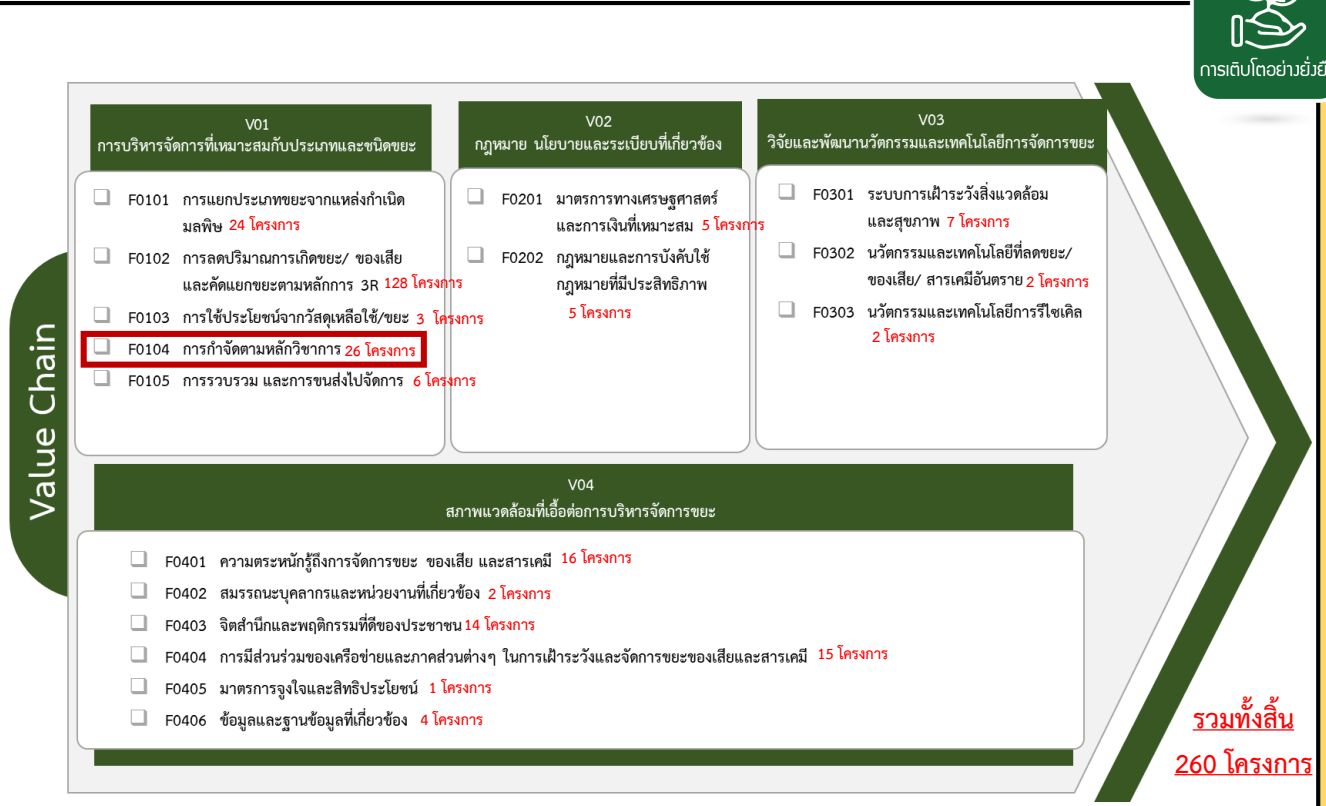 การเติบโตอย่างยั่งยื
V01
การบริหารจัดการที่เหมาะสมกับประเภทและชนิดขยะ
F0101 การแยกประเภทขยะจากแหล่งกำเนิด
มลพิษ 24 โครงการ
F0102 การลดปริมาณการเกิดขยะ/ ของเสีย
และคัดแยกขยะตามหลักการ 3R 128 โครงการ
F0103 การใช้ประโยชน์จากวัสดุเหลือใช้/ขยะ 3 โครงการ
F0104 การกำจัดตามหลักวิชาการ 26 โครงการ
F0105 การรวบรวม และการขนส่งไปจัดการ 6 โครงการ
V02
กฎหมาย นโยบายและระเบียบที่เกี่ยวข้อง
F0201 มาตรการทางเศรษฐศาสตร์
และการเงินที่เหมาะสม 5 โครงการ
F0202 กฎหมายและการบังคับใช้
กฎหมายที่มีประสิทธิภาพ
5 โครงการ
V03
วิจัยและพัฒนานวัตกรรมและเทคโนโลยีการจัดการขยะ
F0301 ระบบการเฝ้าระวังสิ่งแวดล้อม
และสุขภาพ 7 โครงการ
F0302 นวัตกรรมและเทคโนโลยีที่ลดขยะ/
ของเสีย/ สารเคมีอันตราย 2 โครงการ
F0303 นวัตกรรมและเทคโนโลยีการรีไซเคิล
2 โครงการ
Value Chain
V04
สภาพแวดล้อมที่เอื้อต่อการบริหารจัดการขยะ
F0401 ความตระหนักรู้ถึงการจัดการขยะ ของเสีย และสารเคมี 16 โครงการ
F0402 สมรรถนะบุคลากรและหน่วยงานที่เกี่ยวข้อง 2 โครงการ
F0403 จิตสำนึกและพฤติกรรมที่ดีของประชาชน 14 โครงการ
F0404 การมีส่วนร่วมของเครือข่ายและภาคส่วนต่างๆ ในการเฝ้าระวังและจัดการขยะของเสียและสารเคมี 15 โครงการ
F0405 มาตรการจูงใจและสิทธิประโยชน์ 1 โครงการ
F0406 ข้อมูลและฐานข้อมูลที่เกี่ยวข้อง 4 โครงการ
รวมทั้งสิ้น
260 โครงการ